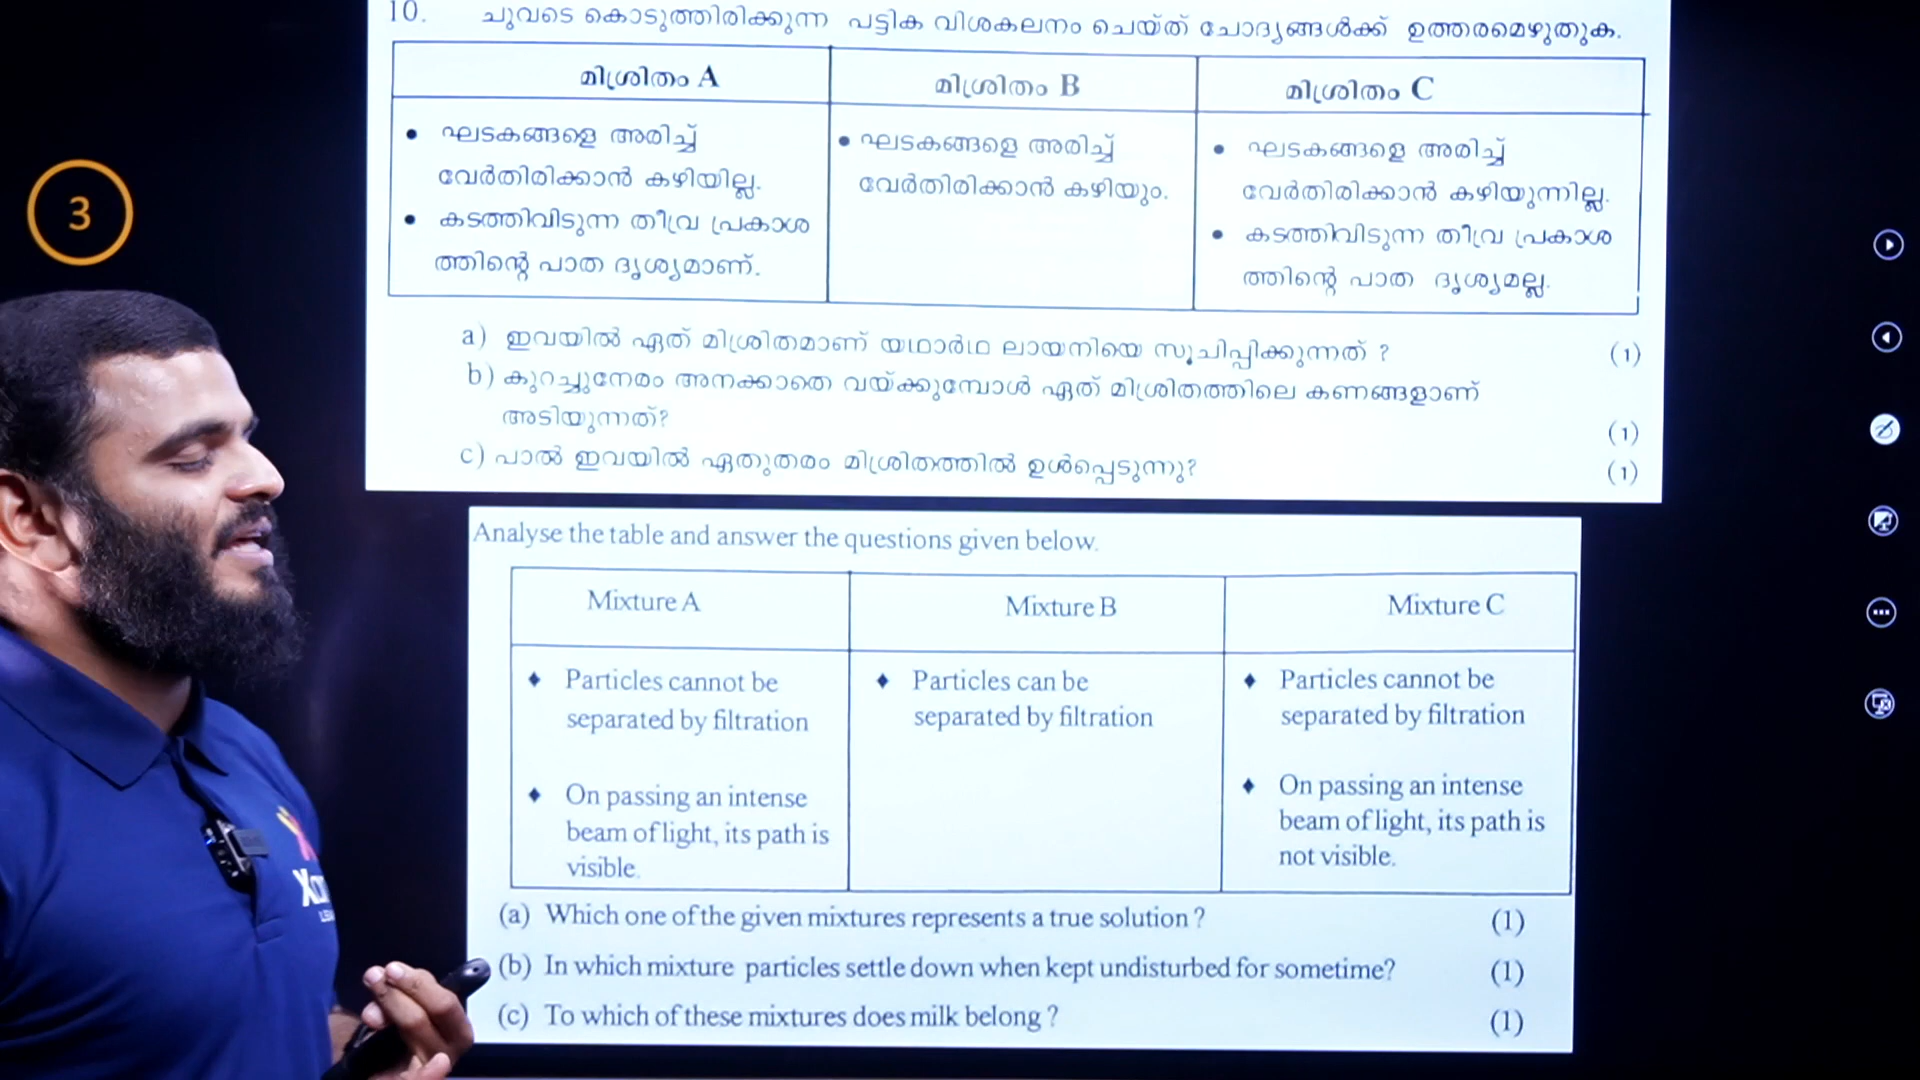 10. ചുവടെ കൊടുത്തിരിക്കുന്ന പട്ടിക വിശകലനം ചെയ്ത് ചോദ്യങ്ങൾക്ക് ഉത്തരമെഴുതുക.
മിശ്രിതം A
മിശ്രിതം B
മിശ്രിതം C
• ഘടകങ്ങളെ അരിച്ച്
വേർതിരിക്കാൻ കഴിയില്ല.
• കടത്തിവിടുന്ന തീവ്ര പ്രകാശ
ത്തിന്റെ പാത ദൃശ്യമാണ്.
• ഘടകങ്ങളെ അരിച്ച്
വേർതിരിക്കാൻ കഴിയും.
• ഘടകങ്ങളെ അരിച്ച്
വേർതിരിക്കാൻ കഴിയുന്നില്ല.
• കടത്തിവിടുന്ന തീവ്ര പ്രകാശ
ത്തിന്റെ പാത ദൃശ്യമല്ല.
a) ഇവയിൽ ഏത് മിശ്രിതമാണ് യഥാർഥ ലായനിയെ സൂചിപ്പിക്കുന്നത് ? (1)
b) കുറച്ചുനേരം അനക്കാതെ വയ്ക്കുമ്പോൾ ഏത് മിശ്രിതത്തിലെ കണങ്ങളാണ്
അടിയുന്നത്? (1)
c) പാൽ ഇവയിൽ ഏതുതരം മിശ്രിതത്തിൽ ഉൾപ്പെടുന്നു? (1)
3
Analyse the table and answer the questions given below.
Mixture A
Mixture B
Mixture C
♦ Particles cannot be
separated by filtration
♦ On passing an intense
beam of light, its path is
visible.
♦ Particles can be
separated by filtration
♦ Particles cannot be
separated by filtration
♦ On passing an intense
beam of light, its path is
not visible.
(a) Which one of the given mixtures represents a true solution ? (1)
(b) In which mixture particles settle down when kept undisturbed for sometime? (1)
(c) To which of these mixtures does milk belong ? (1)